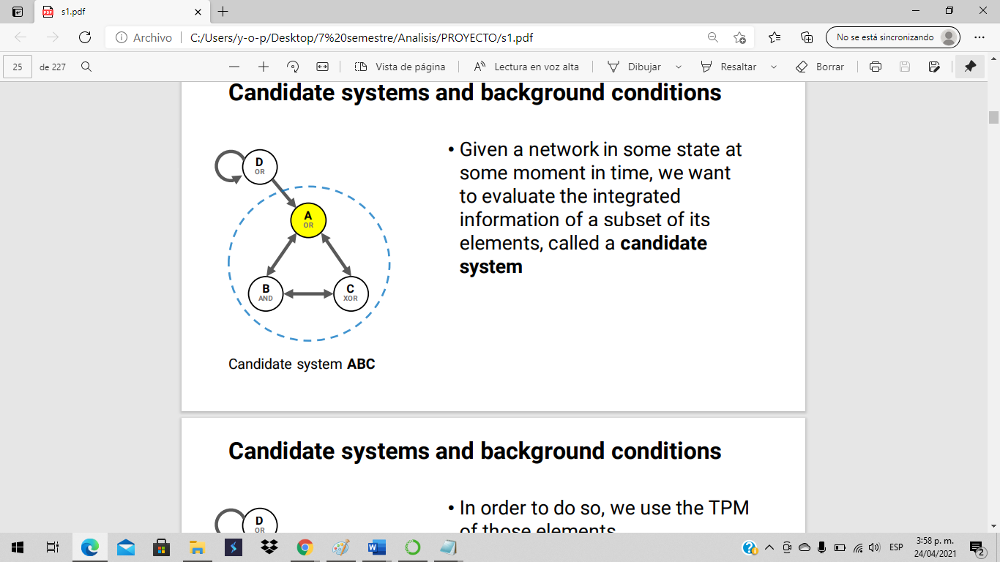 s1.pdf
Archivo
C:/Users/y-o-p/Desktop/7%20semestre/Analisis/PROYECTO/s1.pdf
No se está sincronizando
25
de 227
Vista de página
Lectura en voz alta
Dibujar
Resaltar
Borrar
Candidate systems and background conditions
D
OR
A
OR
B
AND
C
XOR
Candidate system ABC
• Given a network in some state at
some moment in time, we want
to evaluate the integrated
information of a subset of its
elements, called a candidate
system
Candidate systems and background conditions
D
OR
• In order to do so, we use the TPM
of those elements
ESP
3:58 p. m.
24/04/2021
2